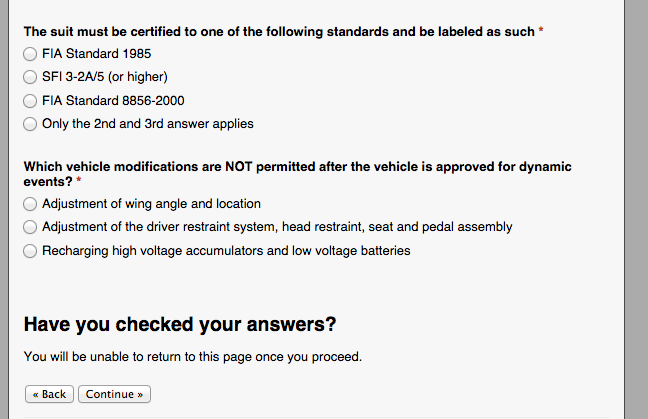 The suit must be certified to one of the following standards and be labeled as such *
FIA Standard 1985
SFI 3-2A/5 (or higher)
FIA Standard 8856-2000
Only the 2nd and 3rd answer applies
Which vehicle modifications are NOT permitted after the vehicle is approved for dynamic
events? *
Adjustment of wing angle and location
Adjustment of the driver restraint system, head restraint, seat and pedal assembly
Recharging high voltage accumulators and low voltage batteries
Have you checked your answers?
You will be unable to return to this page once you proceed.
« Back Continue »